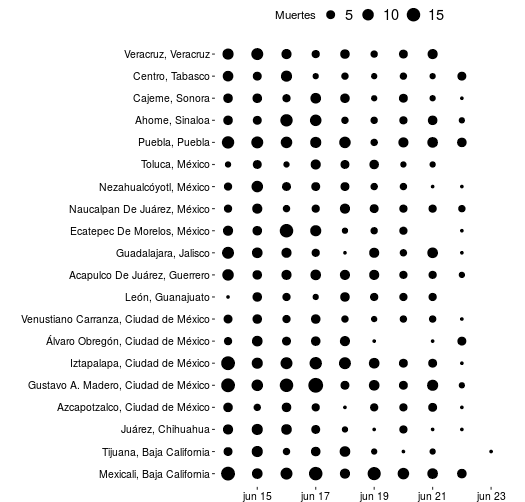 Muertes 5 10 15
Veracruz, Veracruz
Centro, Tabasco
Cajeme, Sonora
Ahome, Sinaloa
Puebla, Puebla
Toluca, México
Nezahualcóyotl, México
Naucalpan De Juárez, México
Ecatepec De Morelos, México
Guadalajara, Jalisco
Acapulco De Juárez, Guerrero
León, Guanajuato
Venustiano Carranza, Ciudad de México
Álvaro Obregón, Ciudad de México
Iztapalapa, Ciudad de México
Gustavo A. Madero, Ciudad de México
Azcapotzalco, Ciudad de México
Juárez, Chihuahua
Tijuana, Baja California
Mexicali, Baja California
jun 15 jun 17 jun 19 jun 21 jun 23